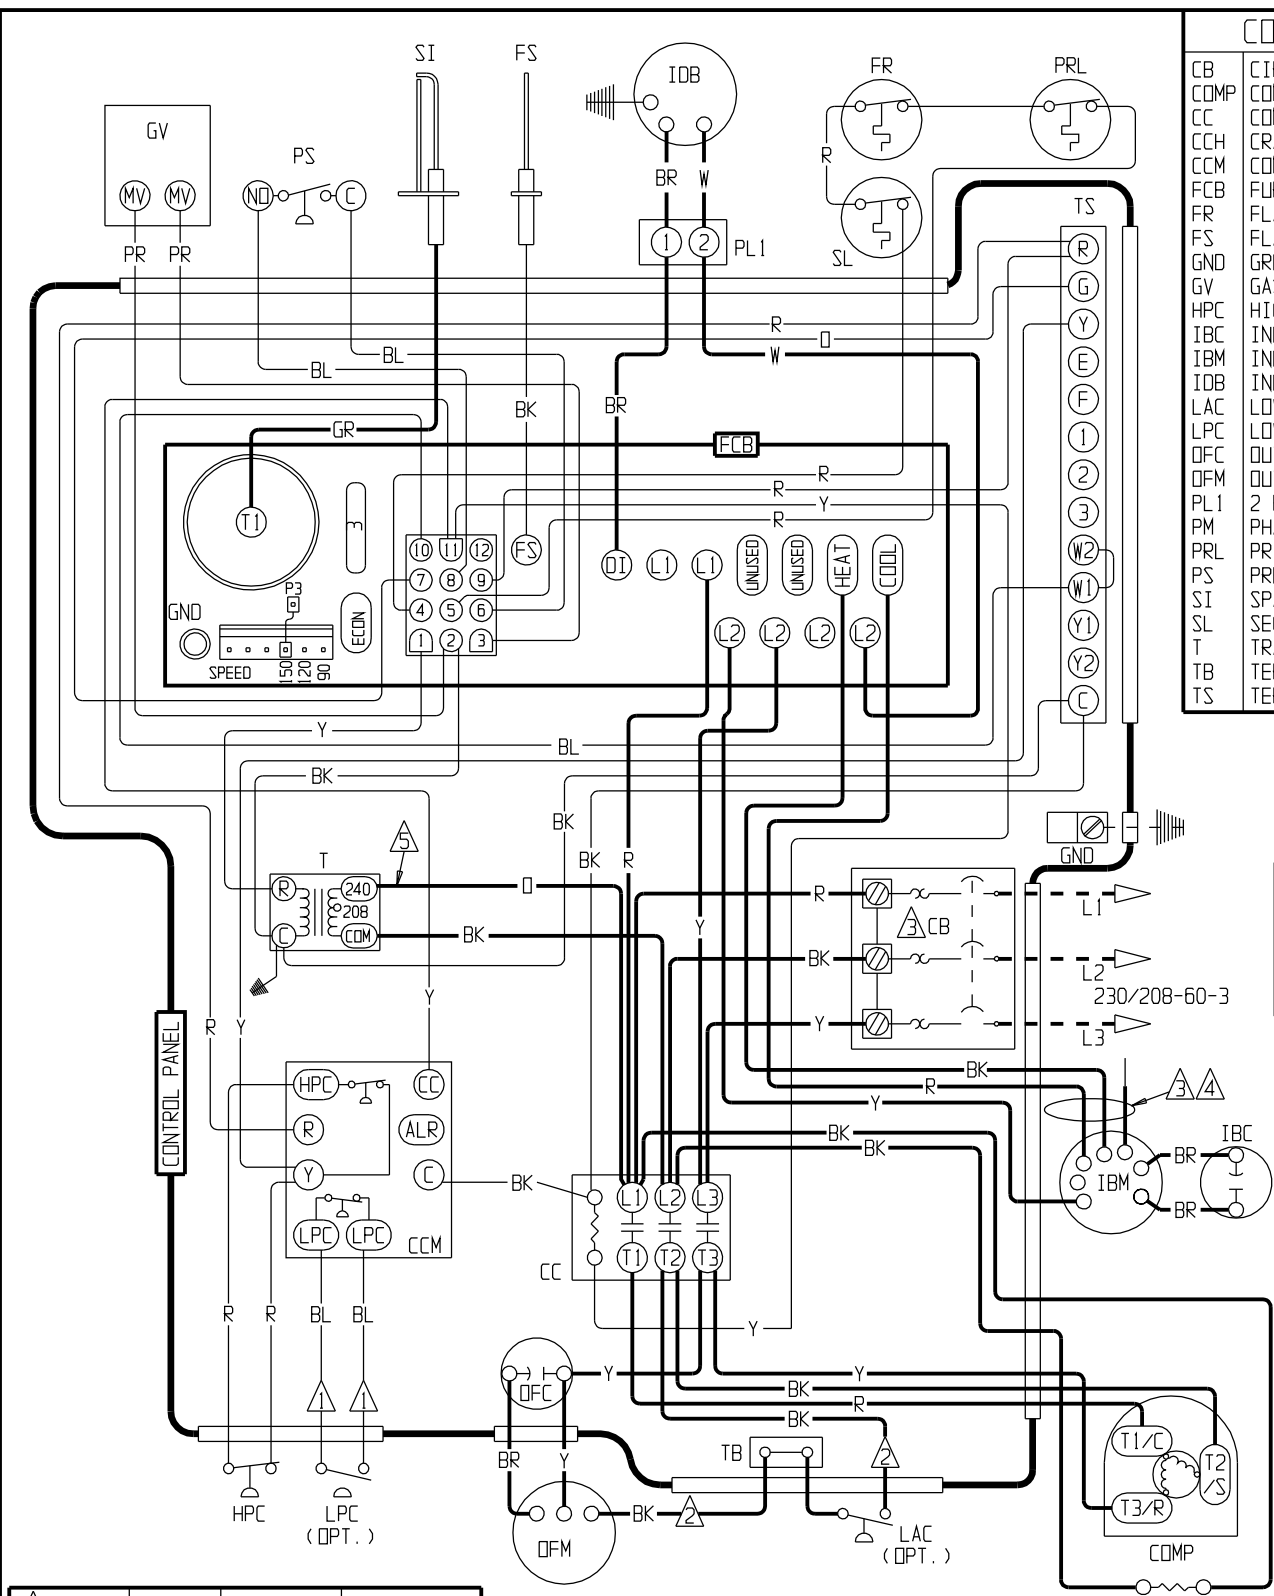 SI
FS
IDB
FR
PRL
GV
PS
MV
MV
NO
C
PR
PR
BR
W
R
1
2
PL1
SL
TS
R
G
Y
E
F
1
2
3
W2
W1
Y1
Y2
C
CB
COMP
CC
CCH
CCM
FCB
FR
FS
GND
GV
HPC
IBC
IBM
IDB
LAC
LPC
OFC
OFM
PL1
PM
PRL
PS
SI
SL
T
TB
TS
R
O
W
BL
BL
BK
BR
GR
FCB
R
R
Y
R
T1
3
P3
GND
ECON
SPEED
150
120
90
10
11
12
7
8
9
4
5
6
1
2
3
FS
OI
L1
L1
UNUSED
UNUSED
HEAT
COOL
L2
L2
L2
L2
Y
BL
BK
BK
BK
R
Y
GND
T
5
R
240
208
C
COM
O
BK
R
3
CB
L1
BK
L2
230/208-60-3
Y
L3
R
Y
Y
CONTROL PANEL
HPC
CC
R
ALR
Y
C
LPC
LPC
CCM
BK
R
Y
3
4
BK
BK
IBC
BR
IBM
BR
BK
L1
L2
L3
T1
T2
T3
CC
R
R
BL
BL
Y
1
1
OFC
Y
Y
BK
R
BK
BR
Y
TB
2
T1/C
T2
/S
T3/R
HPC
LPC
(OPT.)
OFM
BK
2
LAC
(OPT.)
COMP